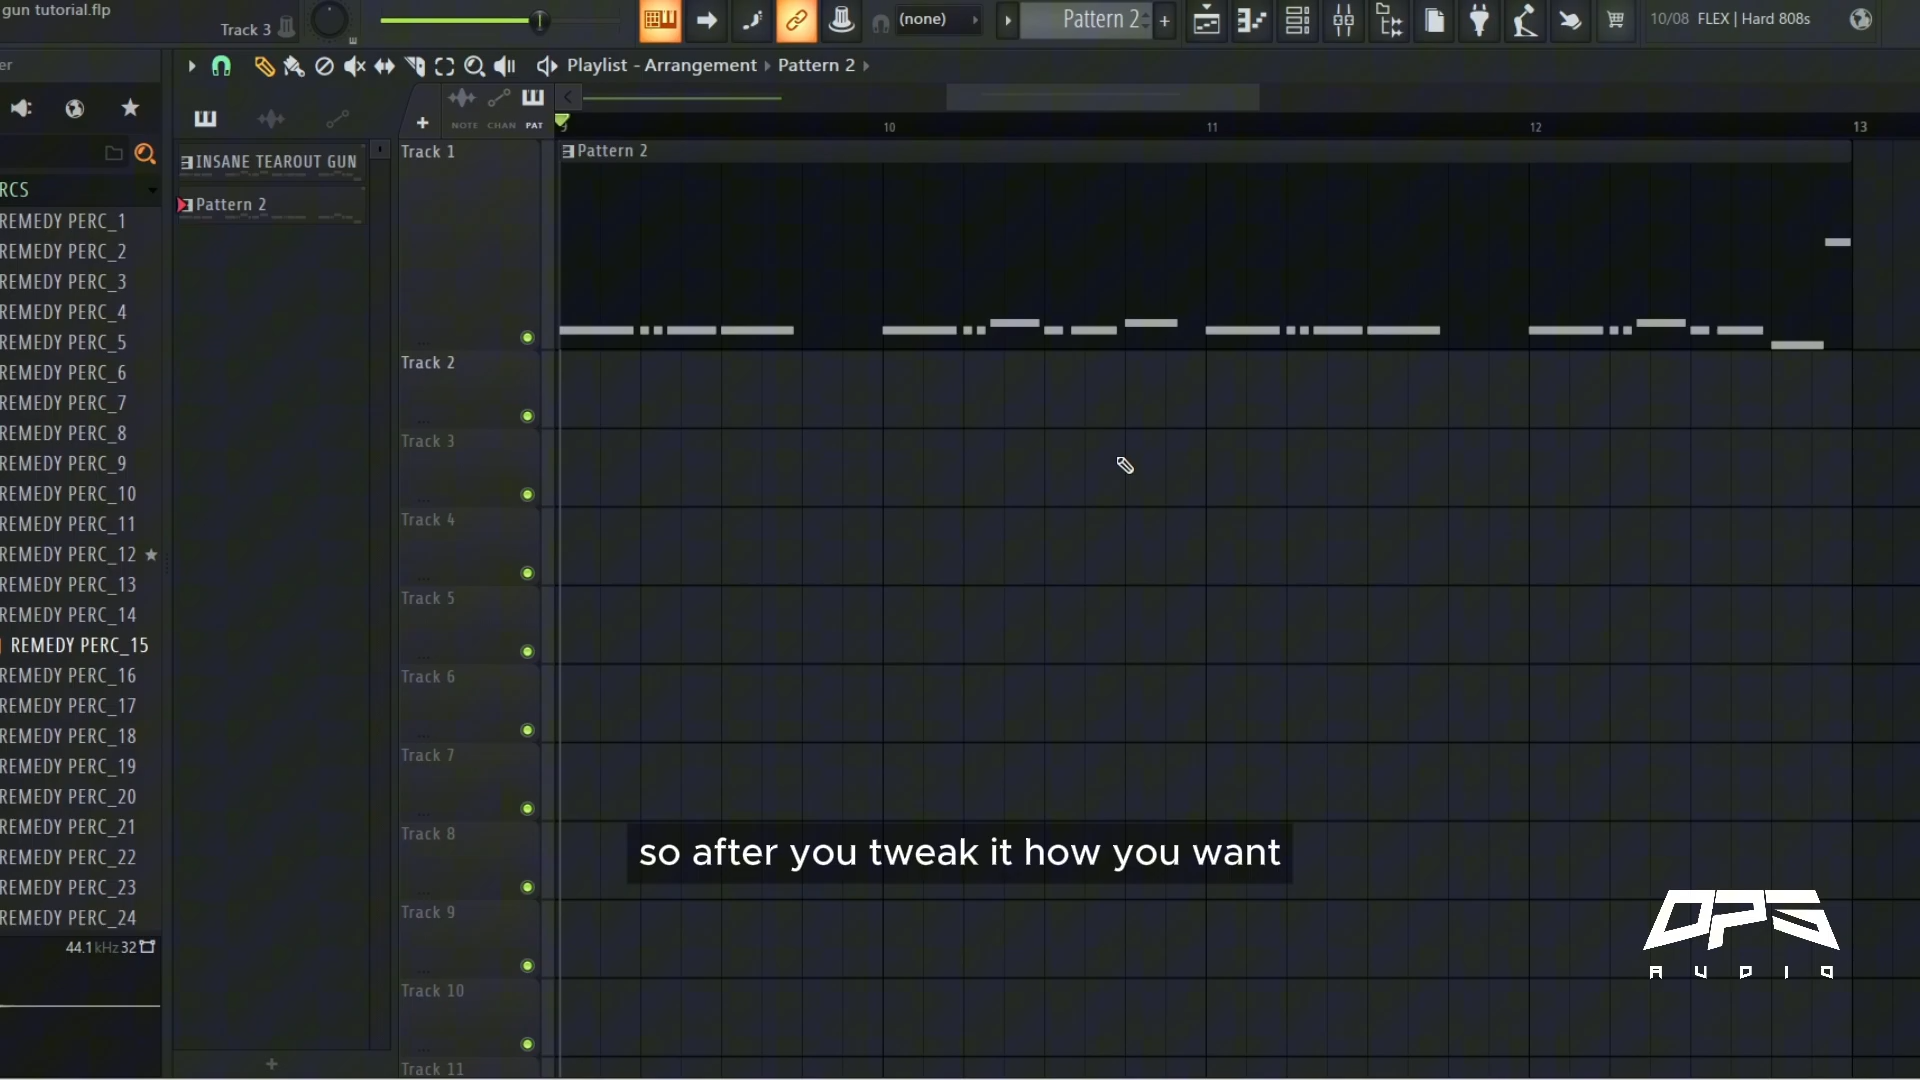 gun tutorial.flp
Track 3
(none)
Pattern 2
+
10/08 FLEX | Hard 808s
er
Playlist - Arrangement
Pattern 2
NOTE CHAN PAT
9 10 11 12 13
RCS
REMEDY PERC_1
REMEDY PERC_2
REMEDY PERC_3
REMEDY PERC_4
REMEDY PERC_5
REMEDY PERC_6
REMEDY PERC_7
REMEDY PERC_8
REMEDY PERC_9
REMEDY PERC_10
REMEDY PERC_11
REMEDY PERC_12
REMEDY PERC_13
REMEDY PERC_14
REMEDY PERC_15
REMEDY PERC_16
REMEDY PERC_17
REMEDY PERC_18
REMEDY PERC_19
REMEDY PERC_20
REMEDY PERC_21
REMEDY PERC_22
REMEDY PERC_23
REMEDY PERC_24
44.1kHz 32
INSANE TEAROUT GUN
Pattern 2
Track 1
Pattern 2
Track 2
Track 3
Track 4
Track 5
Track 6
Track 7
Track 8
Track 9
Track 10
Track 11
so after you tweak it how you want
OPS
AUDIO